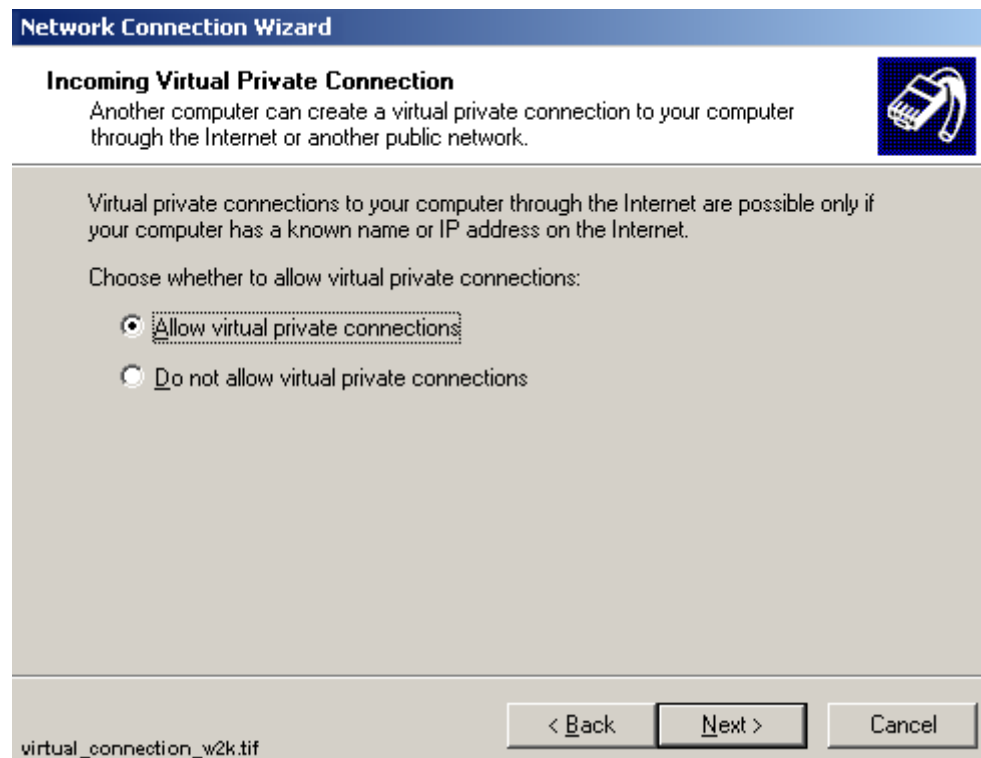 Network Connection Wizard
Incoming Virtual Private Connection
Another computer can create a virtual private connection to your computer
through the Internet or another public network.
Virtual private connections to your computer through the Internet are possible only if
your computer has a known name or IP address on the Internet.
Choose whether to allow virtual private connections:
Allow virtual private connections
Do not allow virtual private connections
< Back
Next >
Cancel
virtual_connection_w2k.tif